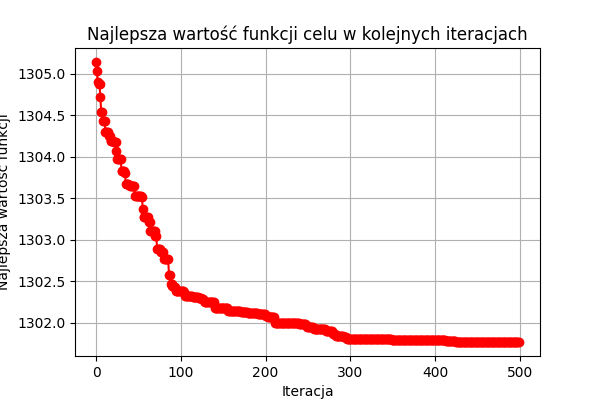 Najlepsza wartość funkcji celu w kolejnych iteracjach
Najlepsza wartość funkcji
1305.0
1304.5
1304.0
1303.5
1303.0
1302.5
1302.0
0 100 200 300 400 500
Iteracja